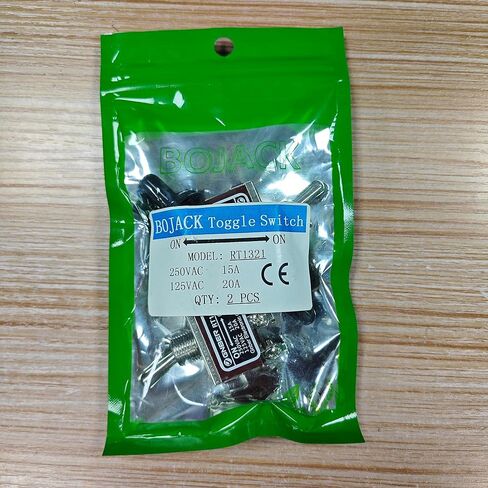 BOJACK
BOJACK Toggle Switch
ON ON
MODEL: RT1321
250VAC 15A
125VAC 20A
CE
QTY: 2 PCS